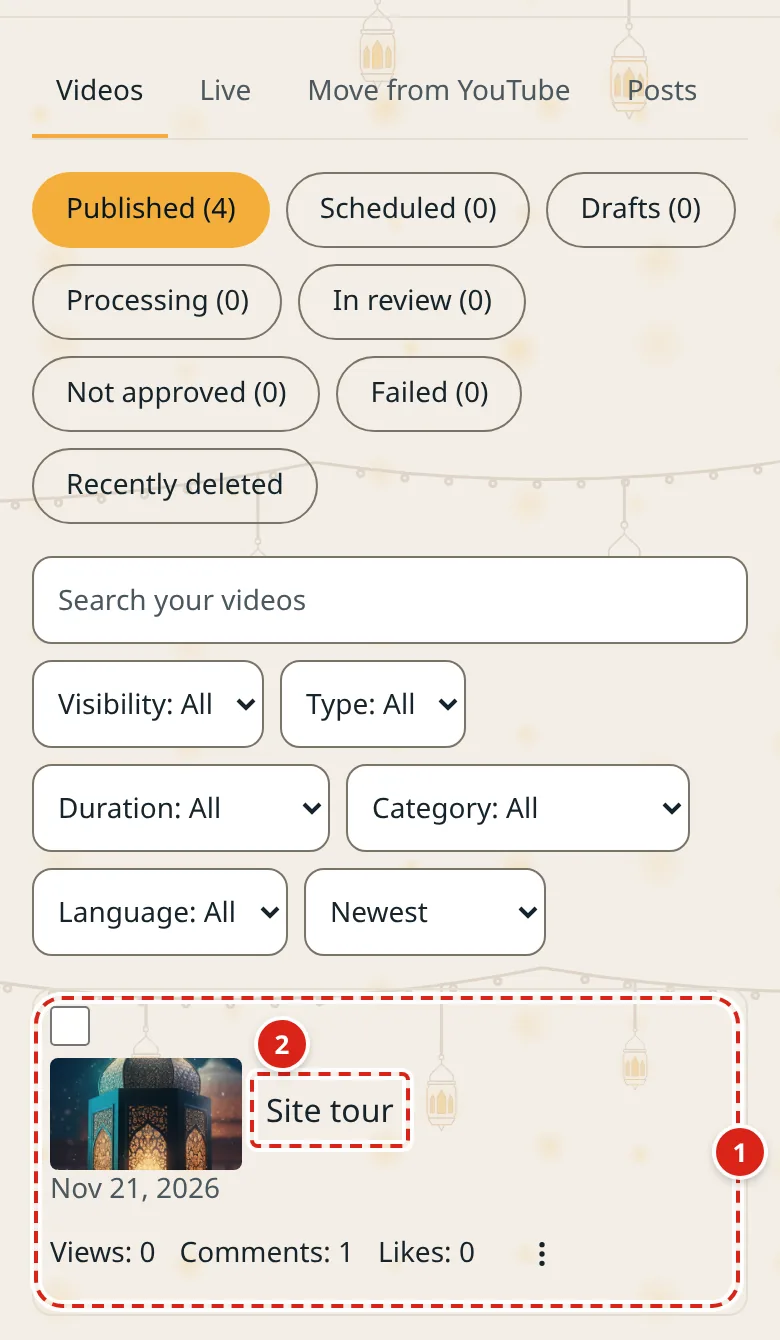 Videos Live Move from YouTube Posts
Published (4) Scheduled (0) Drafts (0)
Processing (0) In review (0)
Not approved (0) Failed (0)
Recently deleted
Search your videos
Visibility: All Type: All
Duration: All Category: All
Language: All Newest
2
Site tour
1
Nov 21, 2026
Views: 0 Comments: 1 Likes: 0